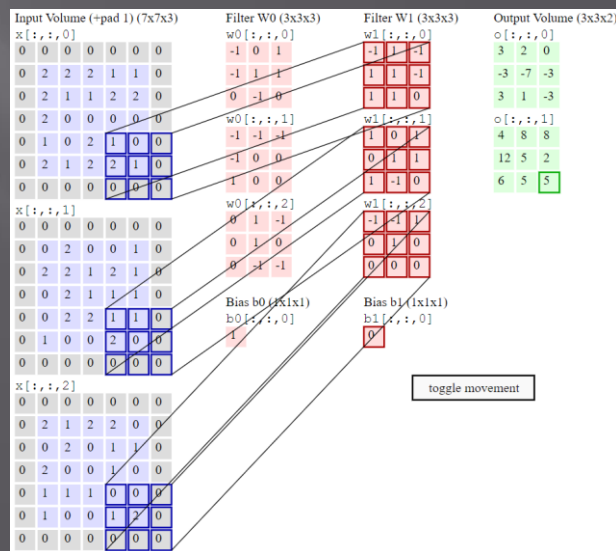 Input Volume (+pad 1) (7x7x3)
x[:,:,0]
0 0 0 0 0 0 0
0 2 2 2 1 1 0
0 2 1 1 2 2 0
0 2 0 0 0 0 0
0 1 0 2 1 0 0
0 2 1 2 2 1 0
0 0 0 0 0 0 0
x[:,:,1]
0 0 0 0 0 0 0
0 0 2 0 0 1 0
0 2 2 1 2 1 0
0 0 2 1 1 1 0
0 0 2 2 1 1 0
0 1 0 0 2 0 0
0 0 0 0 0 0 0
x[:,:,2]
0 0 0 0 0 0 0
0 2 1 2 2 0 0
0 0 2 0 1 1 0
0 2 0 0 1 0 0
0 1 1 1 0 0 0
0 1 0 0 1 2 0
0 0 0 0 0 0 0
Filter W0 (3x3x3)
w0[:,:,0]
-1 0 1
-1 1 1
0 -1 0
w0[:,:,1]
-1 -1 -1
-1 0 0
1 0 0
w0[:,:,2]
0 1 -1
0 1 0
0 -1 -1
Bias b0 (1x1x1)
b0[:,:,0]
1
Filter W1 (3x3x3)
w1[:,:,0]
-1 1 -1
1 1 -1
1 1 0
w1[:,:,1]
1 0 1
0 1 1
1 -1 0
w1[:,:,2]
-1 -1 1
0 1 0
0 0 0
Bias b1 (1x1x1)
b1[:,:,0]
0
Output Volume (3x3x2)
o[:,:,0]
3 2 0
-3 -7 -3
3 1 -3
o[:,:,1]
4 8 8
12 5 2
6 5 5
toggle movement